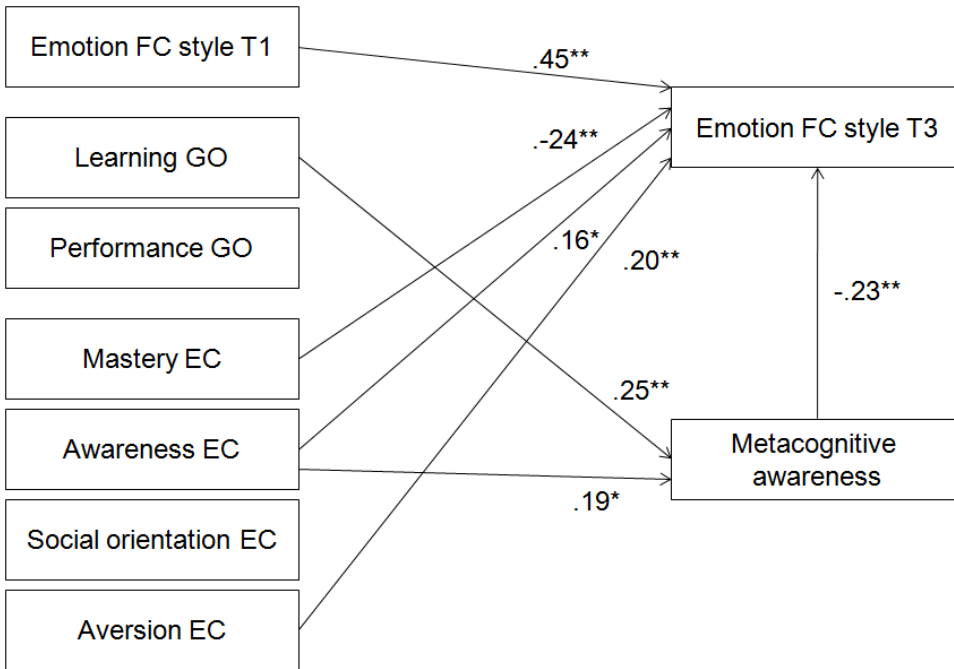 Emotion FC style T1
.45**
Emotion FC style T3
.-24**
Learning GO
Performance GO
.16*
.20**
-.23**
Mastery EC
.25**
Awareness EC
Metacognitive
awareness
.19*
Social orientation EC
Aversion EC